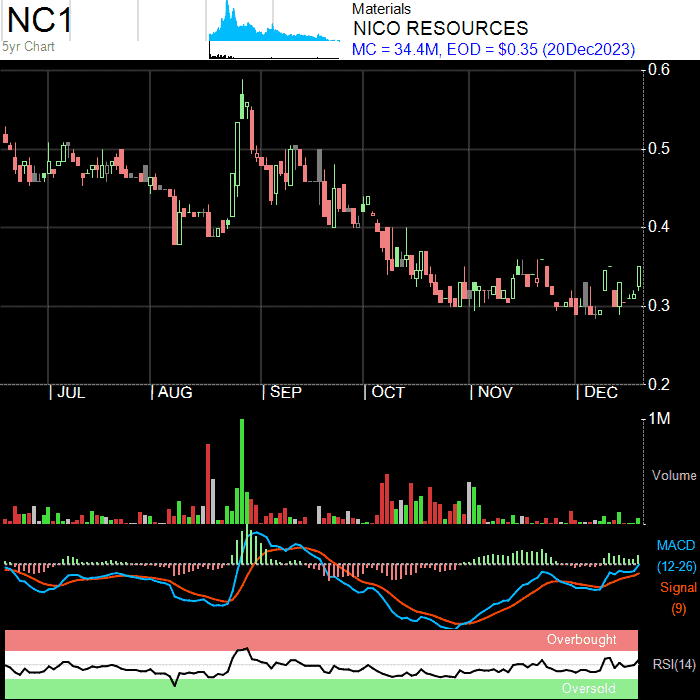 NC1
5yr Chart
Materials
NICO RESOURCES
MC = 34.4M, EOD = $0.35 (20Dec2023)
0.6
0.5
0.4
0.3
0.2
JUL
AUG
SEP
OCT
NOV
DEC
1M
Volume
MACD
(12-26)
Signal
(9)
Overbought
RSI(14)
Oversold